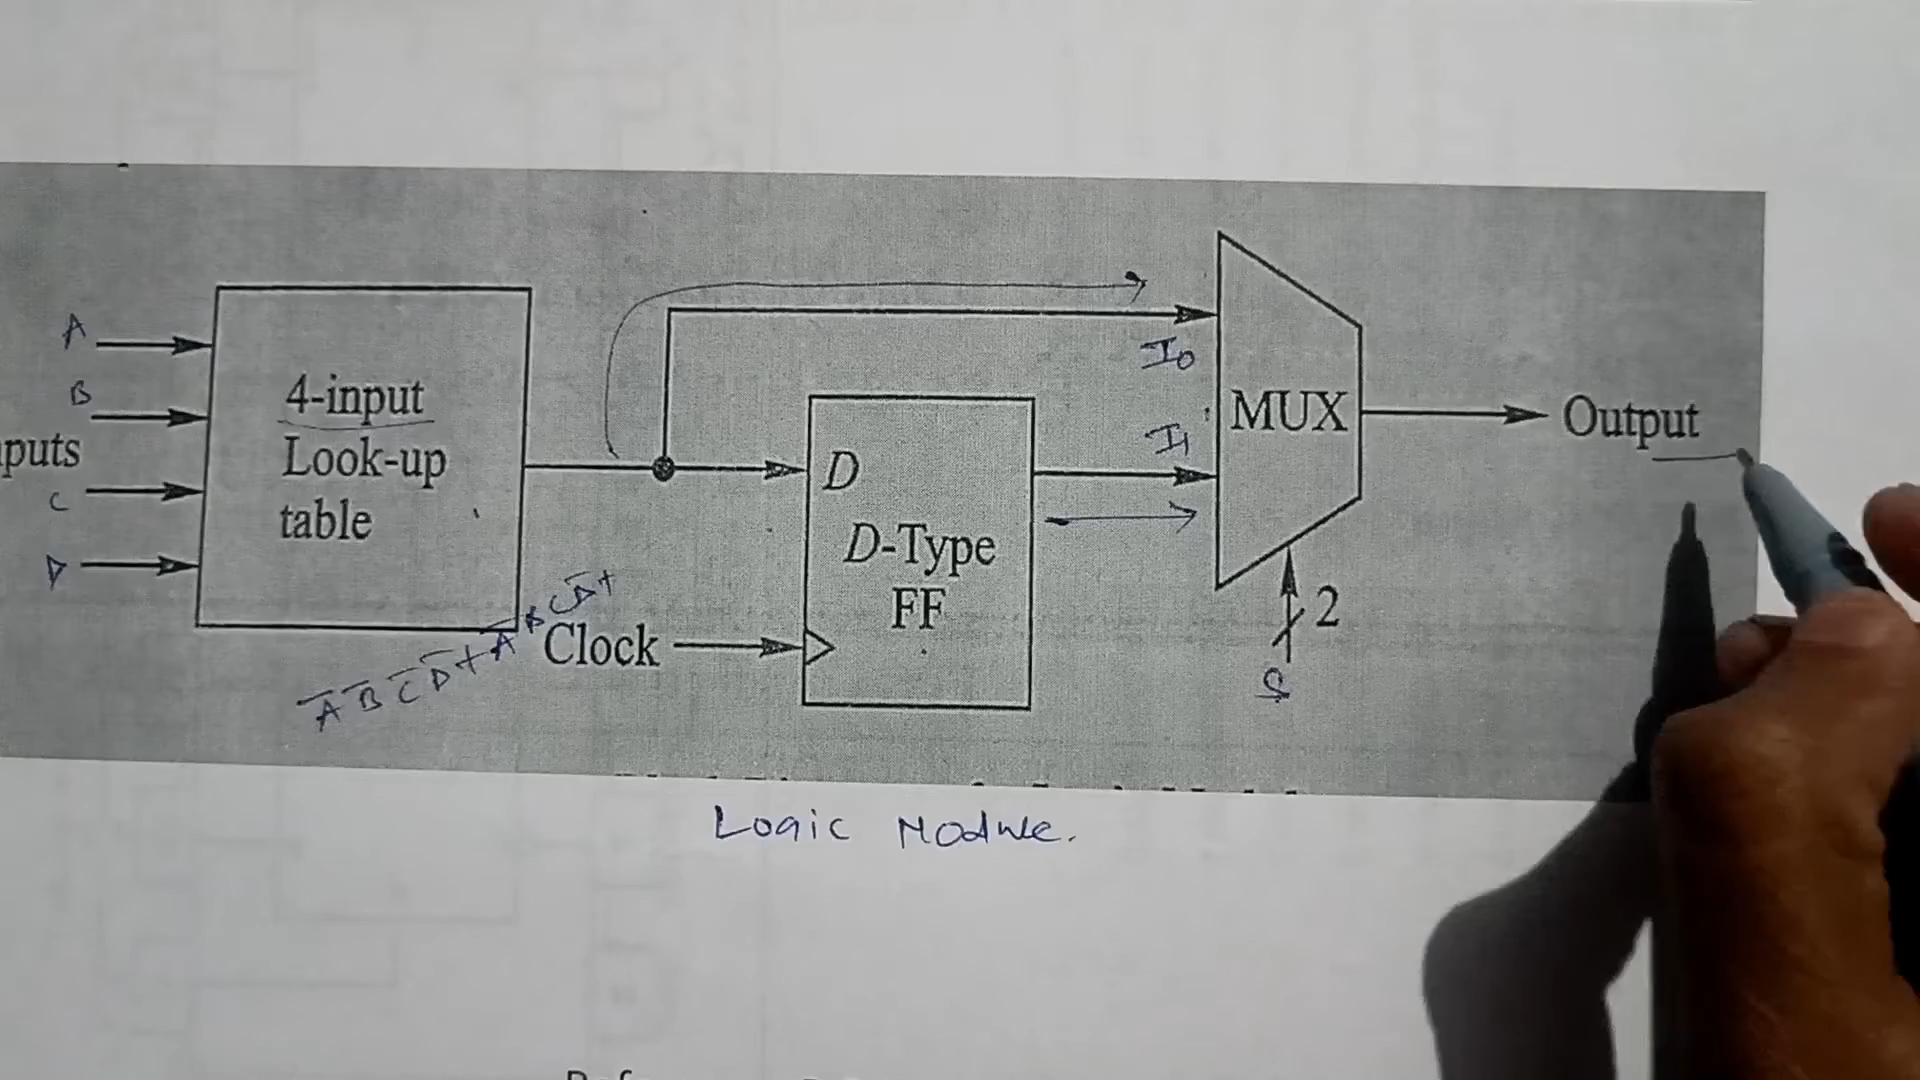 A
B
puts
C
D
4-input
Look-up
table
I0
I1
MUX
Output
D
D-Type
FF
Clock
2
S
A̅ B̅ C̅ D̅ + A̅ B C D̅ +
Logic Module.